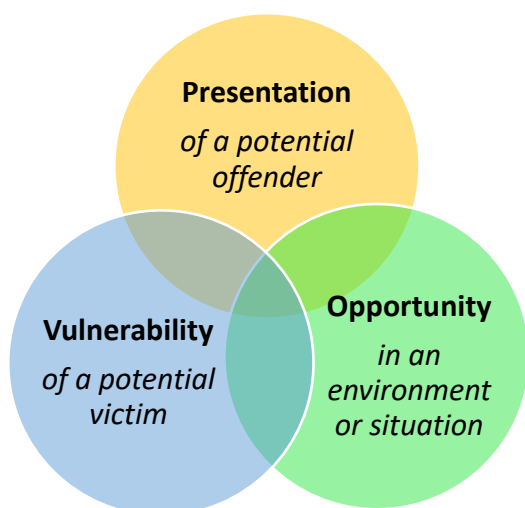 Presentation
of a potential
offender
Vulnerability
of a potential
victim
Opportunity
in an
environment
or situation